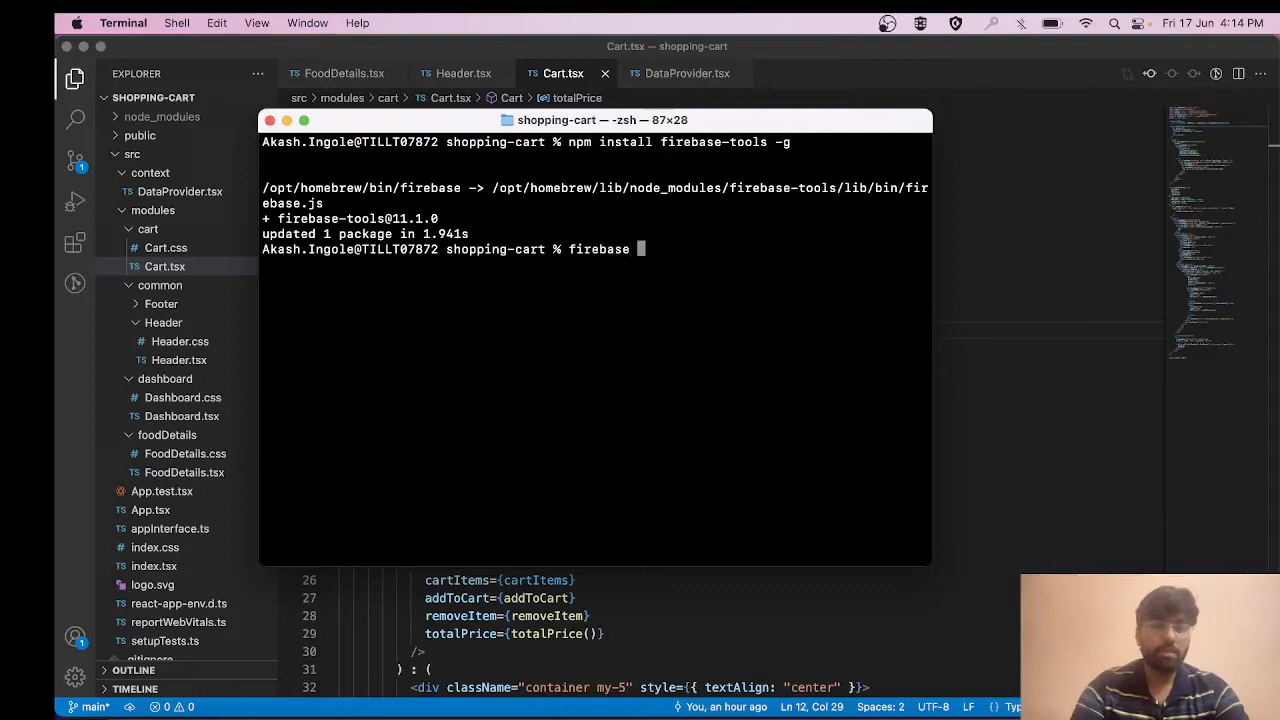 Terminal Shell Edit View Window Help
Fri 17 Jun 4:14 PM
Cart.tsx — shopping-cart
EXPLORER
FoodDetails.tsx Header.tsx Cart.tsx DataProvider.tsx
SHOPPING-CART
src > modules > cart > Cart.tsx > Cart > totalPrice
node_modules
public
src
context
DataProvider.tsx
modules
cart
Cart.css
Cart.tsx
common
Footer
Header
Header.css
Header.tsx
dashboard
Dashboard.css
Dashboard.tsx
foodDetails
FoodDetails.css
FoodDetails.tsx
App.test.tsx
App.tsx
appInterface.ts
index.css
index.tsx
logo.svg
react-app-env.d.ts
reportWebVitals.ts
setupTests.ts
.gitignore
OUTLINE
TIMELINE
shopping-cart — -zsh — 87×28
Akash.Ingole@TILLT07872 shopping-cart % npm install firebase-tools -g
/opt/homebrew/bin/firebase -> /opt/homebrew/lib/node_modules/firebase-tools/lib/bin/fir
ebase.js
+ firebase-tools@11.1.0
updated 1 package in 1.941s
Akash.Ingole@TILLT07872 shopping-cart % firebase
26 cartItems={cartItems}
27 addToCart={addToCart}
28 removeItem={removeItem}
29 totalPrice={totalPrice()}
30 />
31 ) : (
32 <div className="container my-5" style={{ textAlign: "center" }}>
main* 0 0 You, an hour ago Ln 12, Col 29 Spaces: 2 UTF-8 LF {}